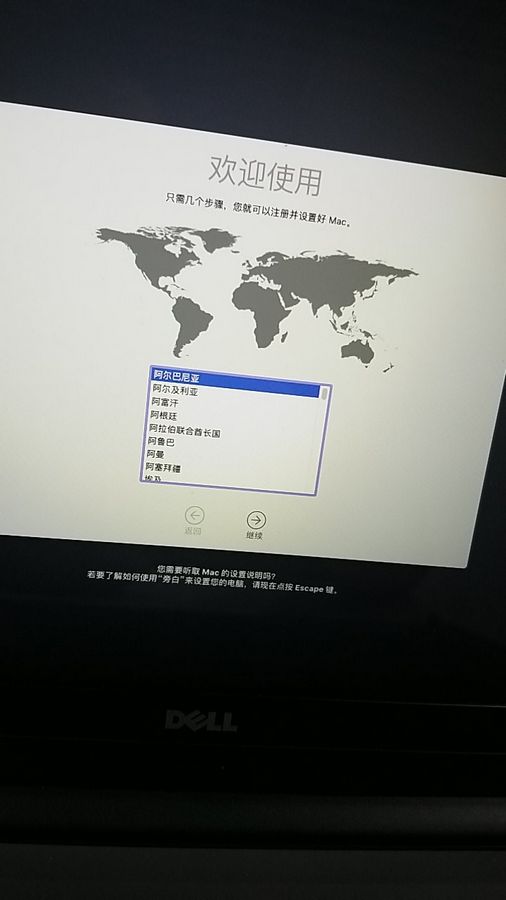 欢迎使用
只需几个步骤，您就可以注册并设置好 Mac。
阿尔巴尼亚
阿尔及利亚
阿富汗
阿根廷
阿拉伯联合酋长国
阿鲁巴
阿曼
阿塞拜疆
埃及
返回
继续
您需要听取 Mac 的设置说明吗？
若要了解如何使用“旁白”来设置您的电脑，请现在点按 Escape 键。
DELL